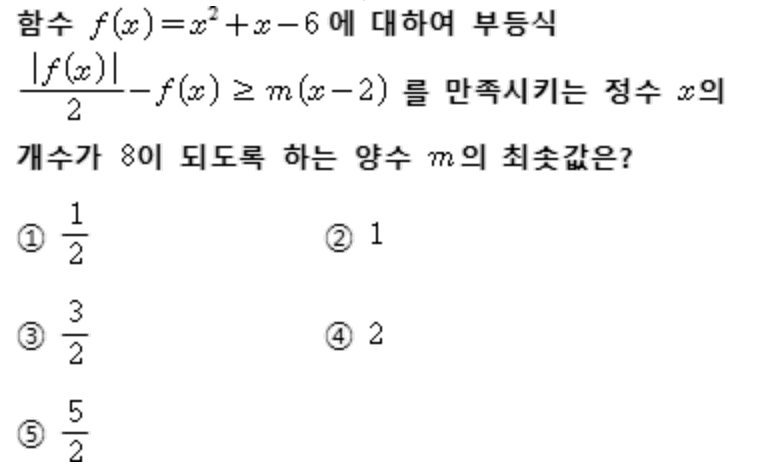 함수 f(x)=x²+x-6에 대하여 부등식
|f(x)|/2-f(x) ≥ m(x-2)를 만족시키는 정수 x의
개수가 8이 되도록 하는 양수 m의 최솟값은?
① 1/2 ② 1
③ 3/2 ④ 2
⑤ 5/2